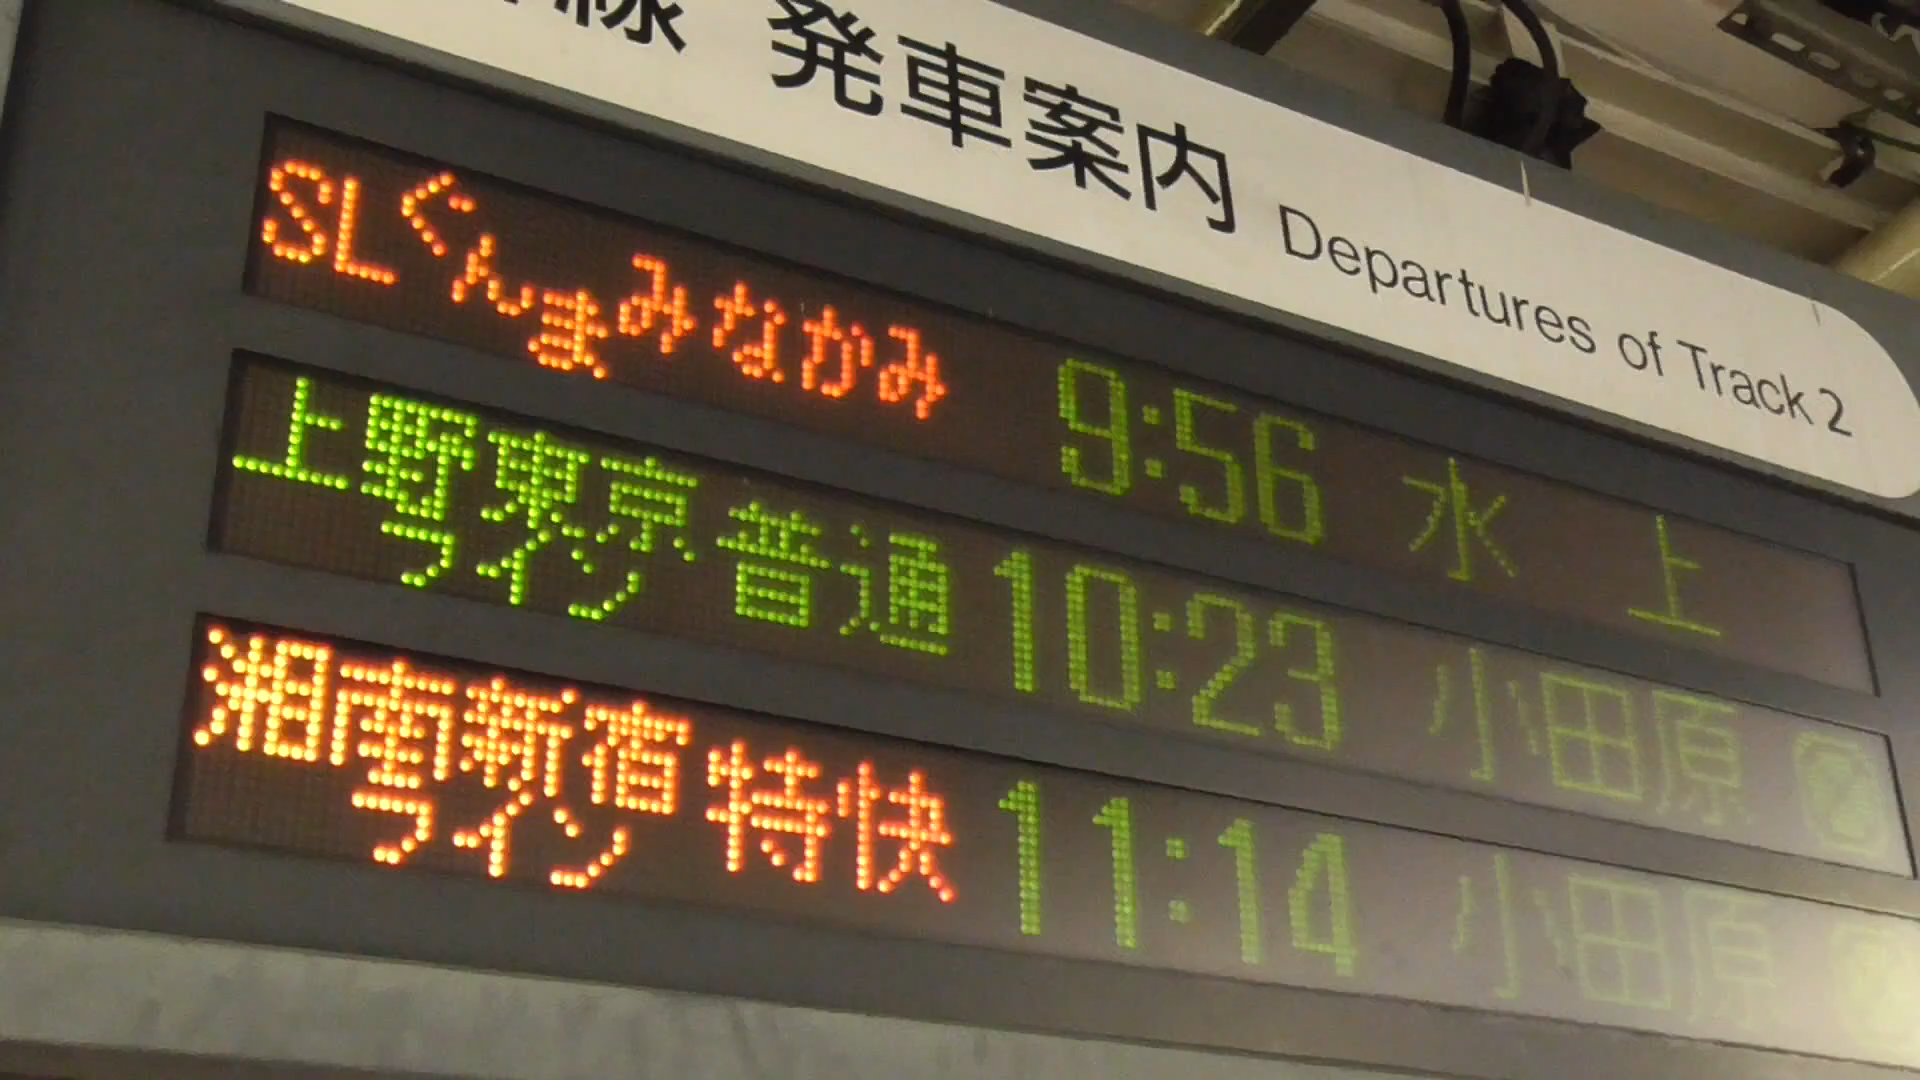 線 発車案内 Departures of Track 2
SLぐんまみなかみ 9:56 水上
上野東京ライン 普通 10:23 小田原
湘南新宿ライン 特快 11:14 小田原